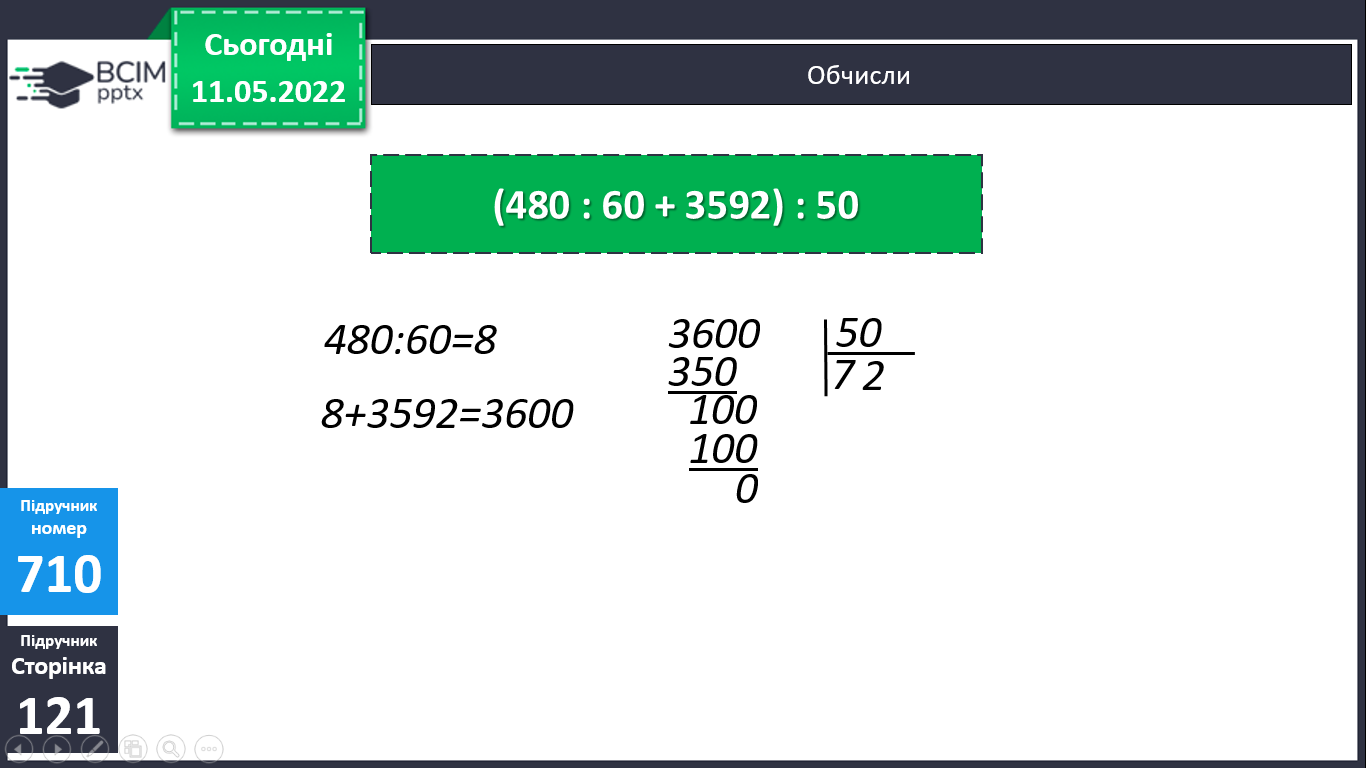 Сьогодні
11.05.2022
ВСІМ
pptx
Обчисли
(480 : 60 + 3592) : 50
480:60=8
8+3592=3600
3600 50
350 7 2
100
100
0
Підручник
номер
710
Підручник
Сторінка
121